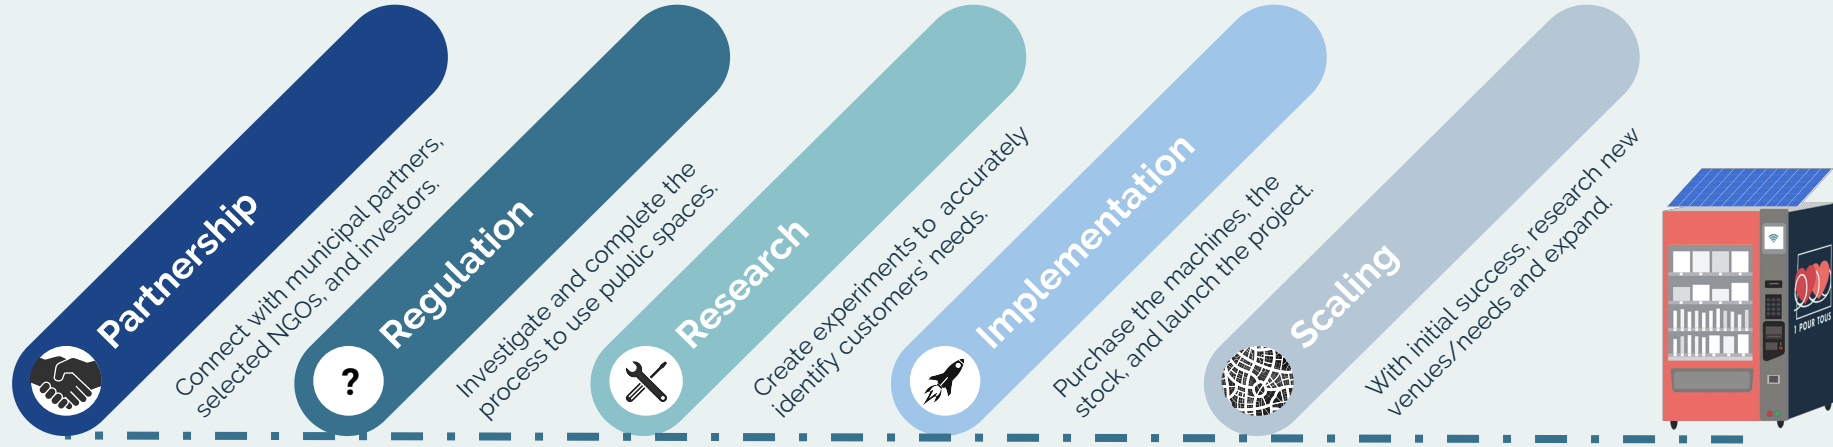 Partnership
Connect with municipal partners,
selected NGOs, and investors.
?
Regulation
Investigate and complete the
process to use public spaces.
Research
Create experiments to accurately
identify customers' needs.
Implementation
Purchase the machines, the
stock, and launch the project.
Scaling
With initial success, research new
venues/needs and expand.
1 POUR TOUS